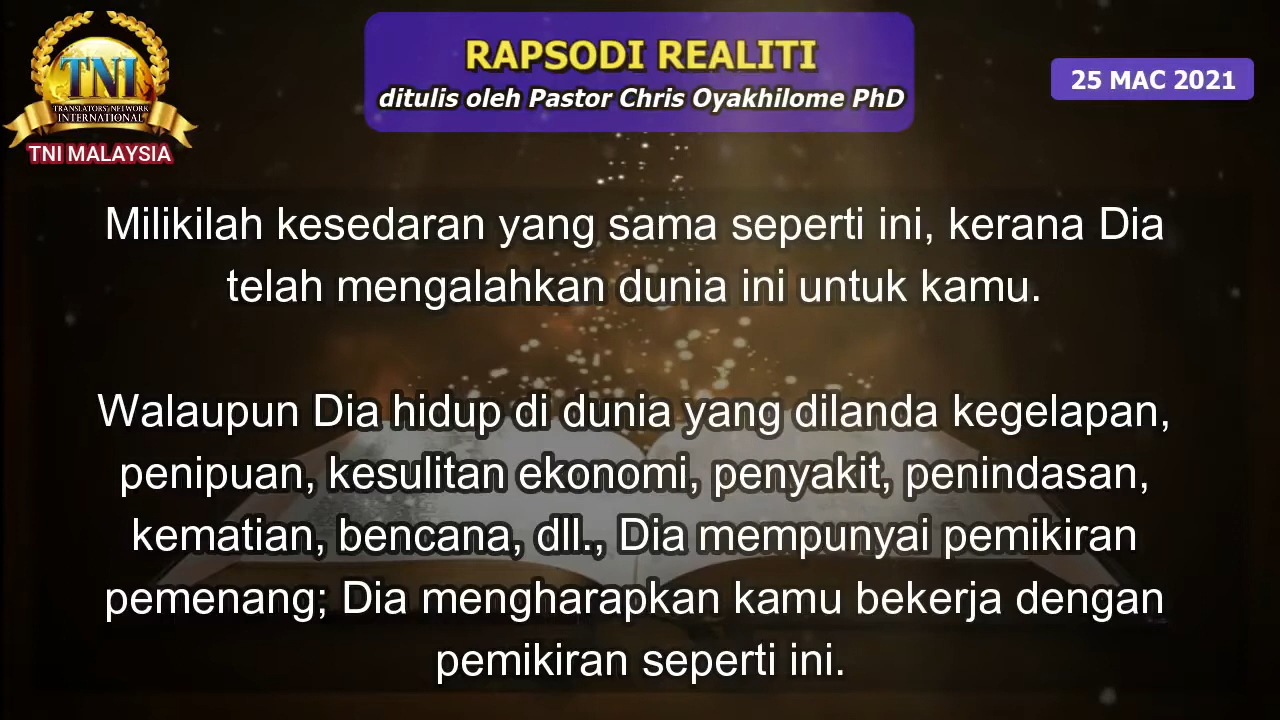 TNI
TRANSLATORS' NETWORK
INTERNATIONAL
TNI MALAYSIA
RAPSODI REALITI
ditulis oleh Pastor Chris Oyakhilome PhD
25 MAC 2021
Milikilah kesedaran yang sama seperti ini, kerana Dia
telah mengalahkan dunia ini untuk kamu.
Walaupun Dia hidup di dunia yang dilanda kegelapan,
penipuan, kesulitan ekonomi, penyakit, penindasan,
kematian, bencana, dll., Dia mempunyai pemikiran
pemenang; Dia mengharapkan kamu bekerja dengan
pemikiran seperti ini.